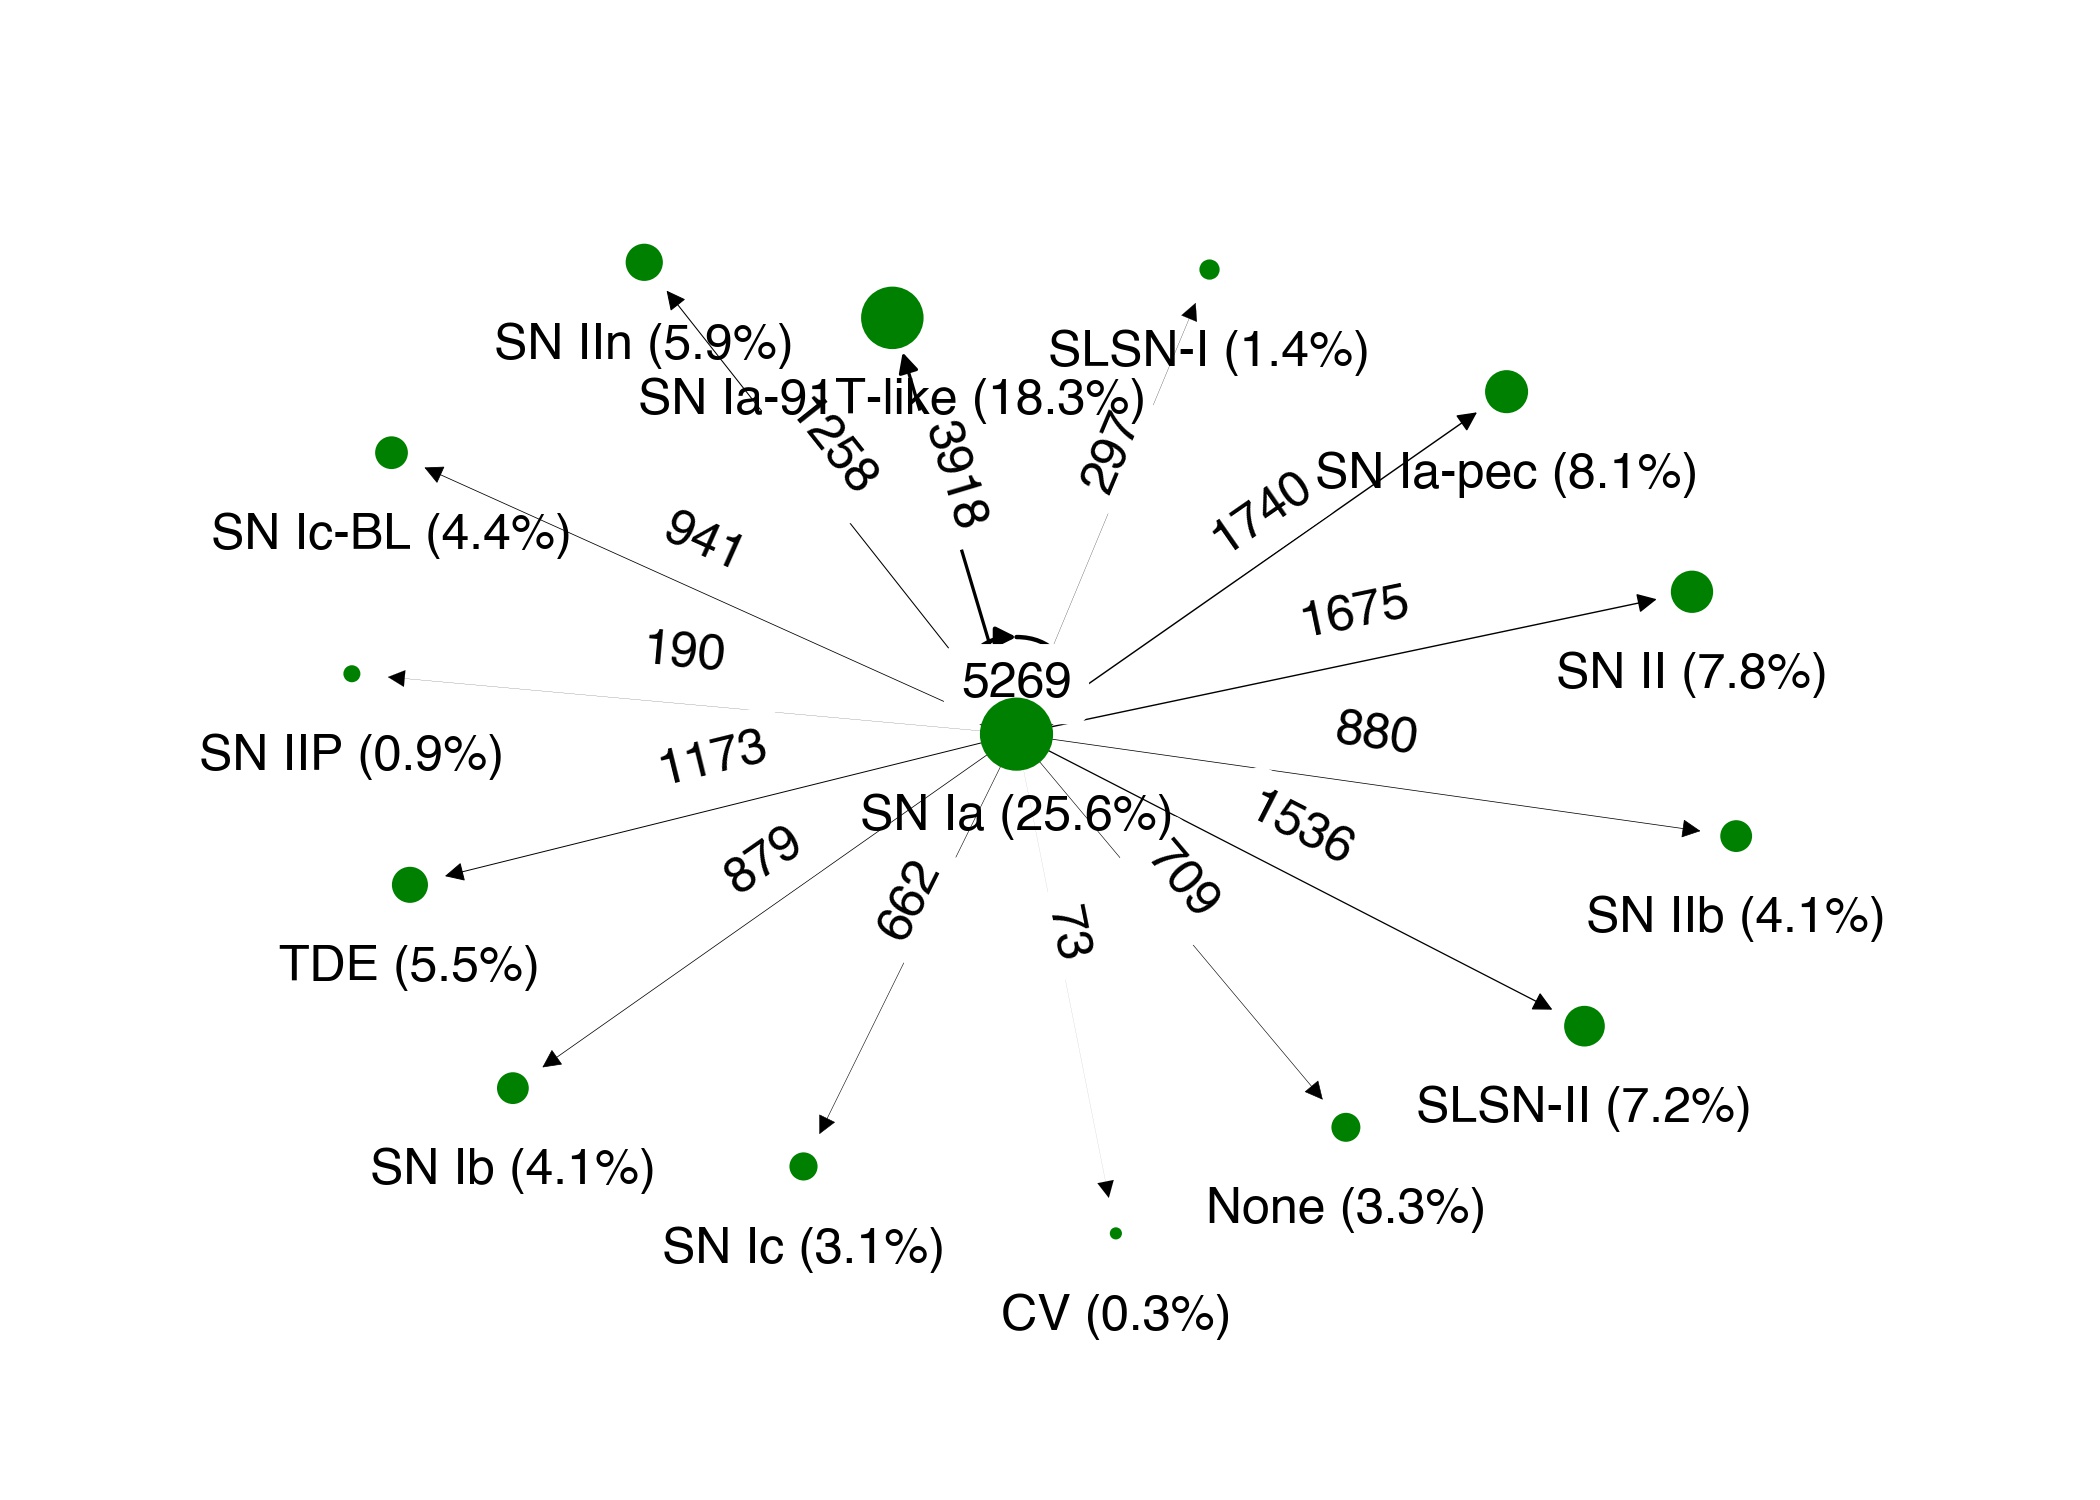 SN IIn (5.9%)
SLSN-I (1.4%)
SN Ia-91T-like (18.3%)
1258
3918
297
SN Ia-pec (8.1%)
1740
SN Ic-BL (4.4%)
941
1675
190
5269
SN II (7.8%)
880
SN IIP (0.9%)
1173
SN Ia (25.6%)
1536
879
662
73
709
SN IIb (4.1%)
TDE (5.5%)
SLSN-II (7.2%)
SN Ib (4.1%)
None (3.3%)
SN Ic (3.1%)
CV (0.3%)